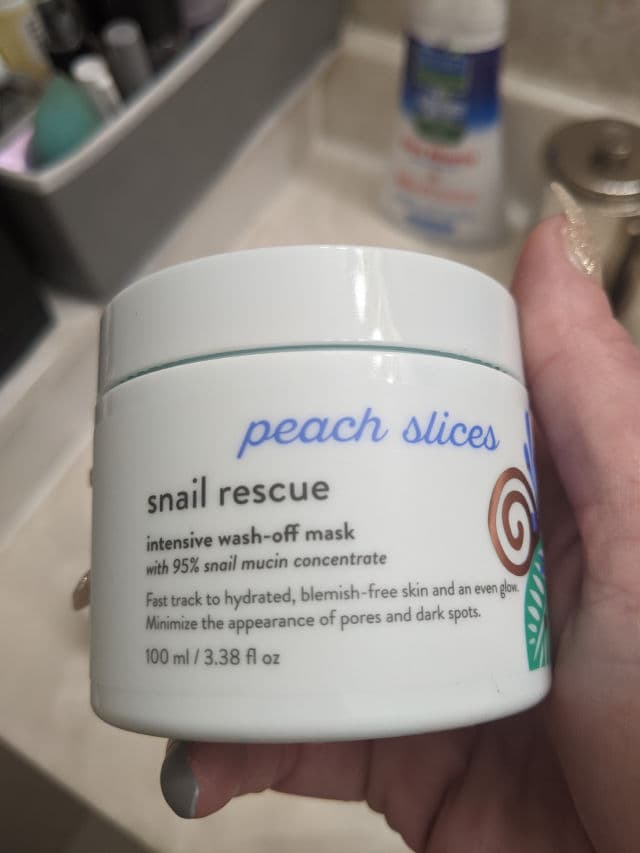 peach slices
snail rescue
intensive wash-off mask
with 95% snail mucin concentrate
Fast track to hydrated, blemish-free skin and an even glow.
Minimize the appearance of pores and dark spots.
100 ml / 3.38 fl oz